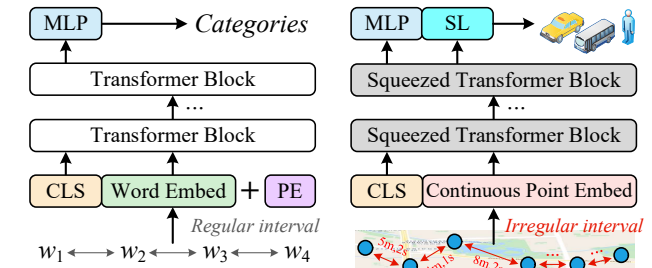 MLP
Categories
Transformer Block
...
Transformer Block
CLS
Word Embed
+
PE
Regular interval
w1
w2
w3
w4
MLP
SL
Squeezed Transformer Block
...
Squeezed Transformer Block
CLS
Continuous Point Embed
Irregular interval
5m,2s
8m,2s
...
...